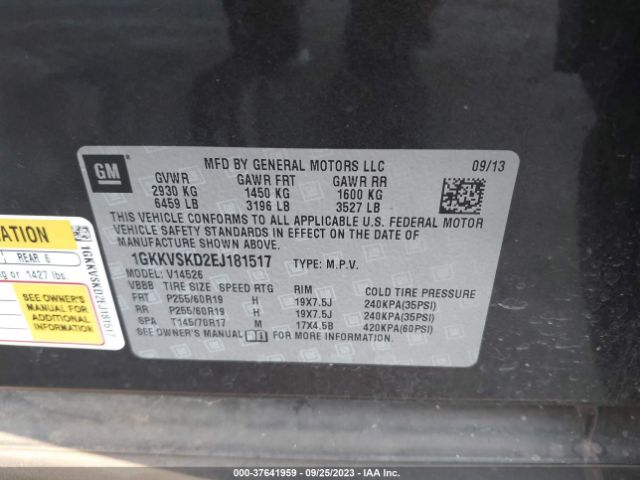 GM
MFD BY GENERAL MOTORS LLC 09/13
GVWR GAWR FRT GAWR RR
2930 KG 1450 KG 1600 KG
6459 LB 3196 LB 3527 LB
THIS VEHICLE CONFORMS TO ALL APPLICABLE U.S. FEDERAL MOTOR
VEHICLE SAFETY STANDARDS IN EFFECT ON THE DATE OF
MANUFACTURE SHOWN ABOVE.
1GKKVSKD2EJ181517 TYPE: M.P.V.
MODEL: V14526
VBBB TIRE SIZE SPEED RTG RIM COLD TIRE PRESSURE
FRT P255/60R19 H 19X7.5J 240KPA(35PSI)
RR P255/60R19 H 19X7.5J 240KPA(35PSI)
SPA T145/70R17 M 17X4.5B 420KPA(60PSI)
SEE OWNER'S MANUAL FOR MORE INFORMATION.
REAR 6
kg or 1427 lbs.
SEE OWNER'S
MANUAL FOR
ADDITIONAL
INFORMATION
1GKKVSKD2EJ181517
000-37641959 - 09/25/2023 - IAA Inc.